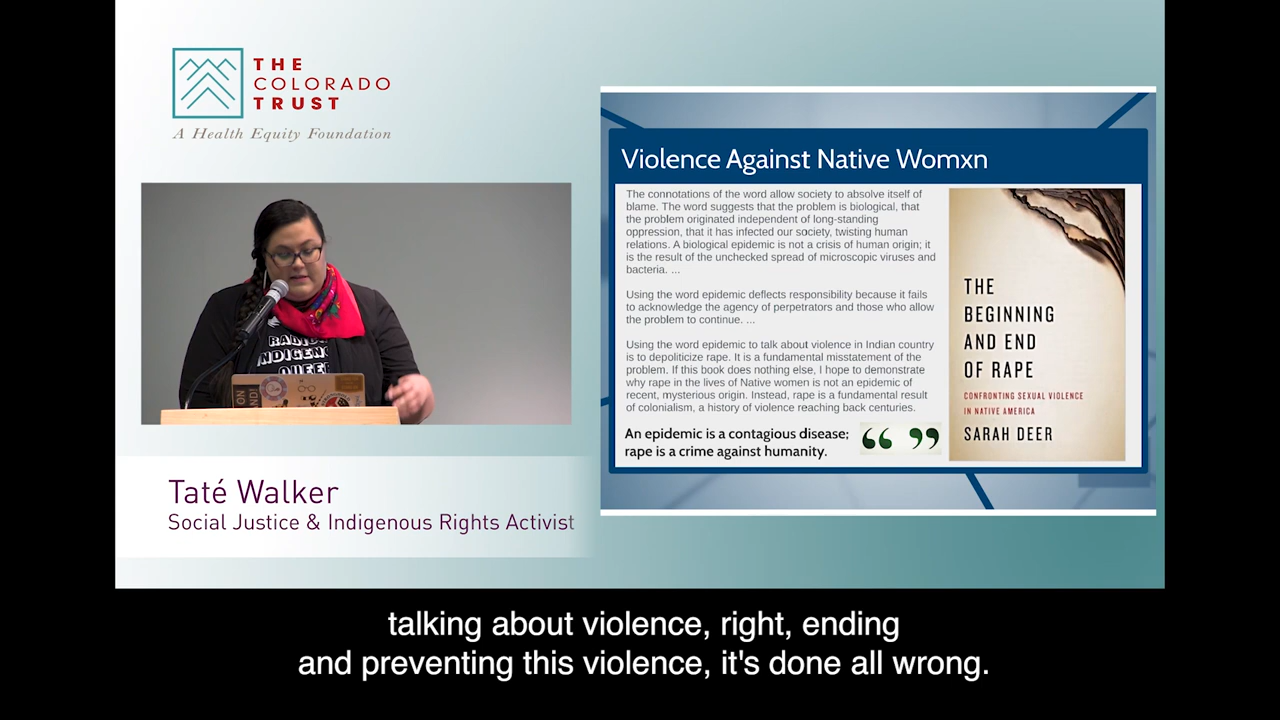 THE
COLORADO
TRUST
A Health Equity Foundation
RADICAL
INDIGENOUS
QUEER
Taté Walker
Social Justice & Indigenous Rights Activist
Violence Against Native Womxn
The connotations of the word allow society to absolve itself of
blame. The word suggests that the problem is biological, that
the problem originated independent of long-standing
oppression, that it has infected our society, twisting human
relations. A biological epidemic is not a crisis of human origin; it
is the result of the unchecked spread of microscopic viruses and
bacteria. ...
Using the word epidemic deflects responsibility because it fails
to acknowledge the agency of perpetrators and those who allow
the problem to continue. ...
Using the word epidemic to talk about violence in Indian country
is to depoliticize rape. It is a fundamental misstatement of the
problem. If this book does nothing else, I hope to demonstrate
why rape in the lives of Native women is not an epidemic of
recent, mysterious origin. Instead, rape is a fundamental result
of colonialism, a history of violence reaching back centuries.
An epidemic is a contagious disease;
rape is a crime against humanity.
“ ”
THE
BEGINNING
AND END
OF RAPE
CONFRONTING SEXUAL VIOLENCE
IN NATIVE AMERICA
SARAH DEER
talking about violence, right, ending
and preventing this violence, it's done all wrong.